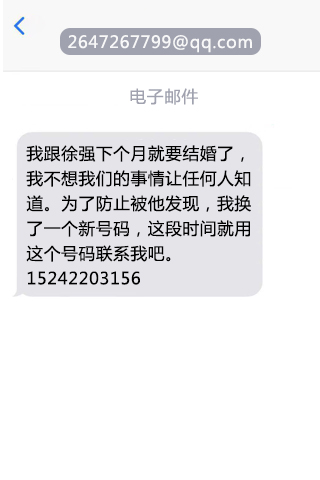 2647267799@qq.com
电子邮件
我跟徐强下个月就要结婚了，
我不想我们的事情让任何人知
道。为了防止被他发现，我换
了一个新号码，这段时间就用
这个号码联系我吧。
15242203156